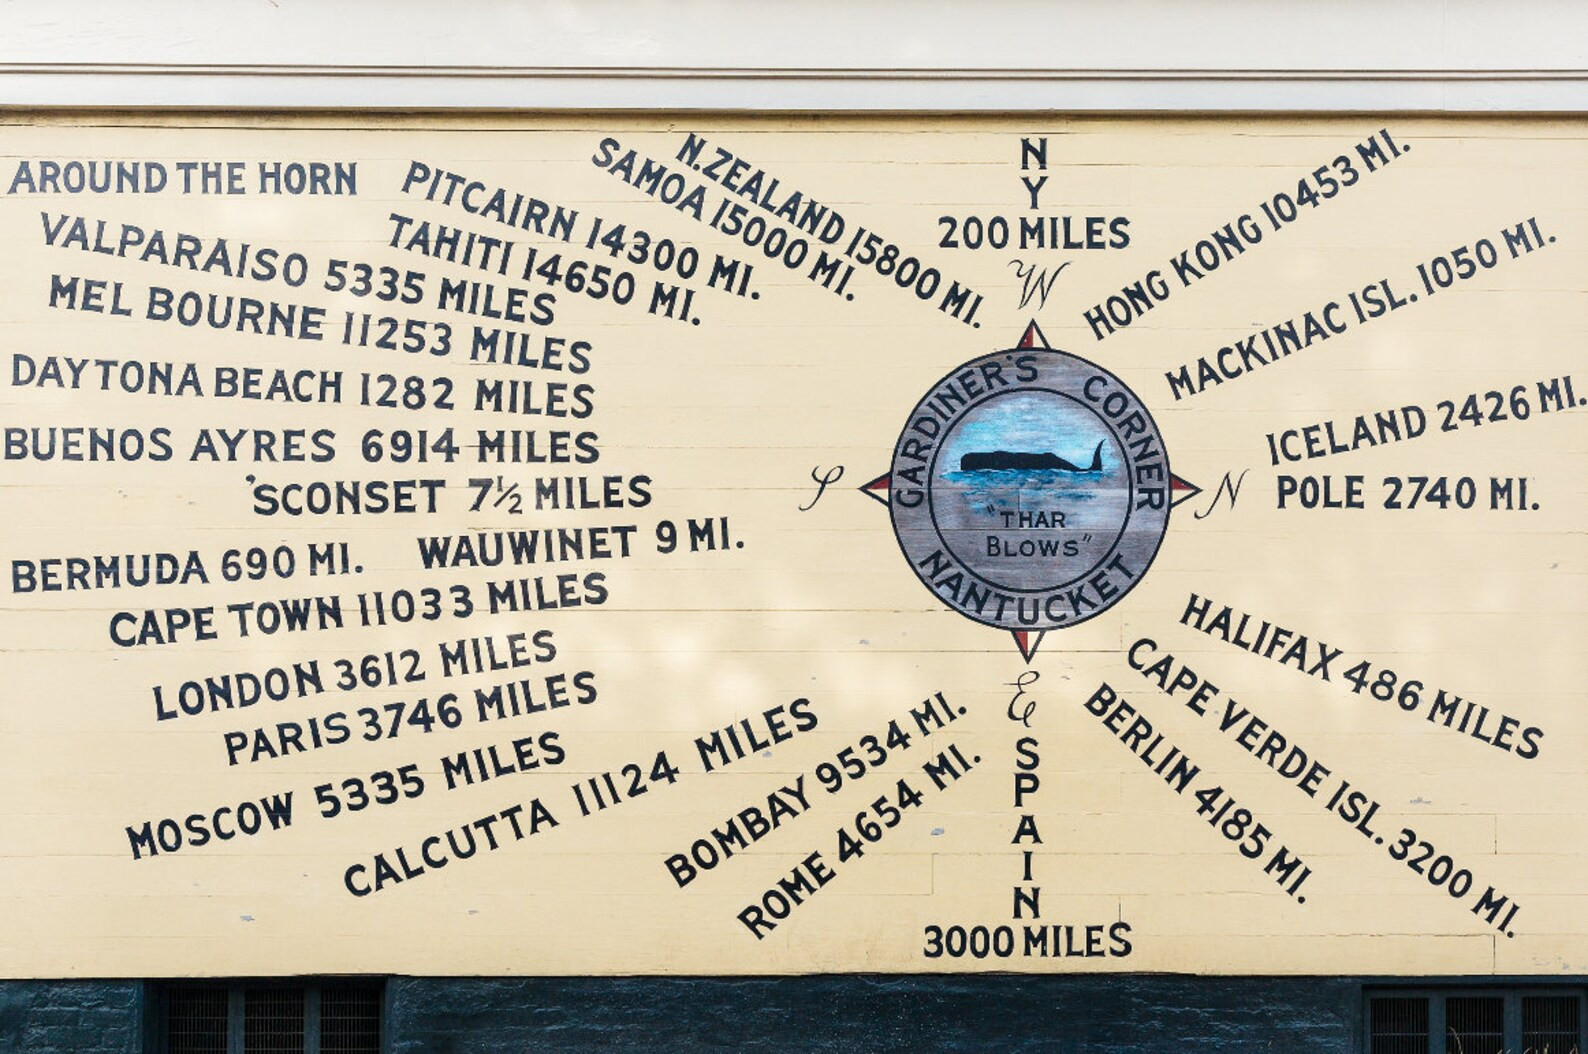 AROUND THE HORN
VALPARAISO 5335 MILES
MEL BOURNE 11253 MILES
DAYTONA BEACH 1282 MILES
BUENOS AYRES 6914 MILES
'SCONSET 7½ MILES
BERMUDA 690 MI.
WAUWINET 9 MI.
CAPE TOWN 11033 MILES
LONDON 3612 MILES
PARIS 3746 MILES
MOSCOW 5335 MILES
CALCUTTA 11124 MILES
BOMBAY 9534 MI.
ROME 4654 MI.
PITCAIRN 14300 MI.
TAHITI 14650 MI.
N.ZEALAND 15800 MI.
SAMOA 15000 MI.
NY
200 MILES
W
S
GARDINER'S CORNER
"THAR
BLOWS"
NANTUCKET
N
E
SPAIN
3000 MILES
HONG KONG 10453 MI.
MACKINAC ISL. 1050 MI.
ICELAND 2426 MI.
POLE 2740 MI.
HALIFAX 486 MILES
CAPE VERDE ISL. 3200 MI.
BERLIN 4185 MI.